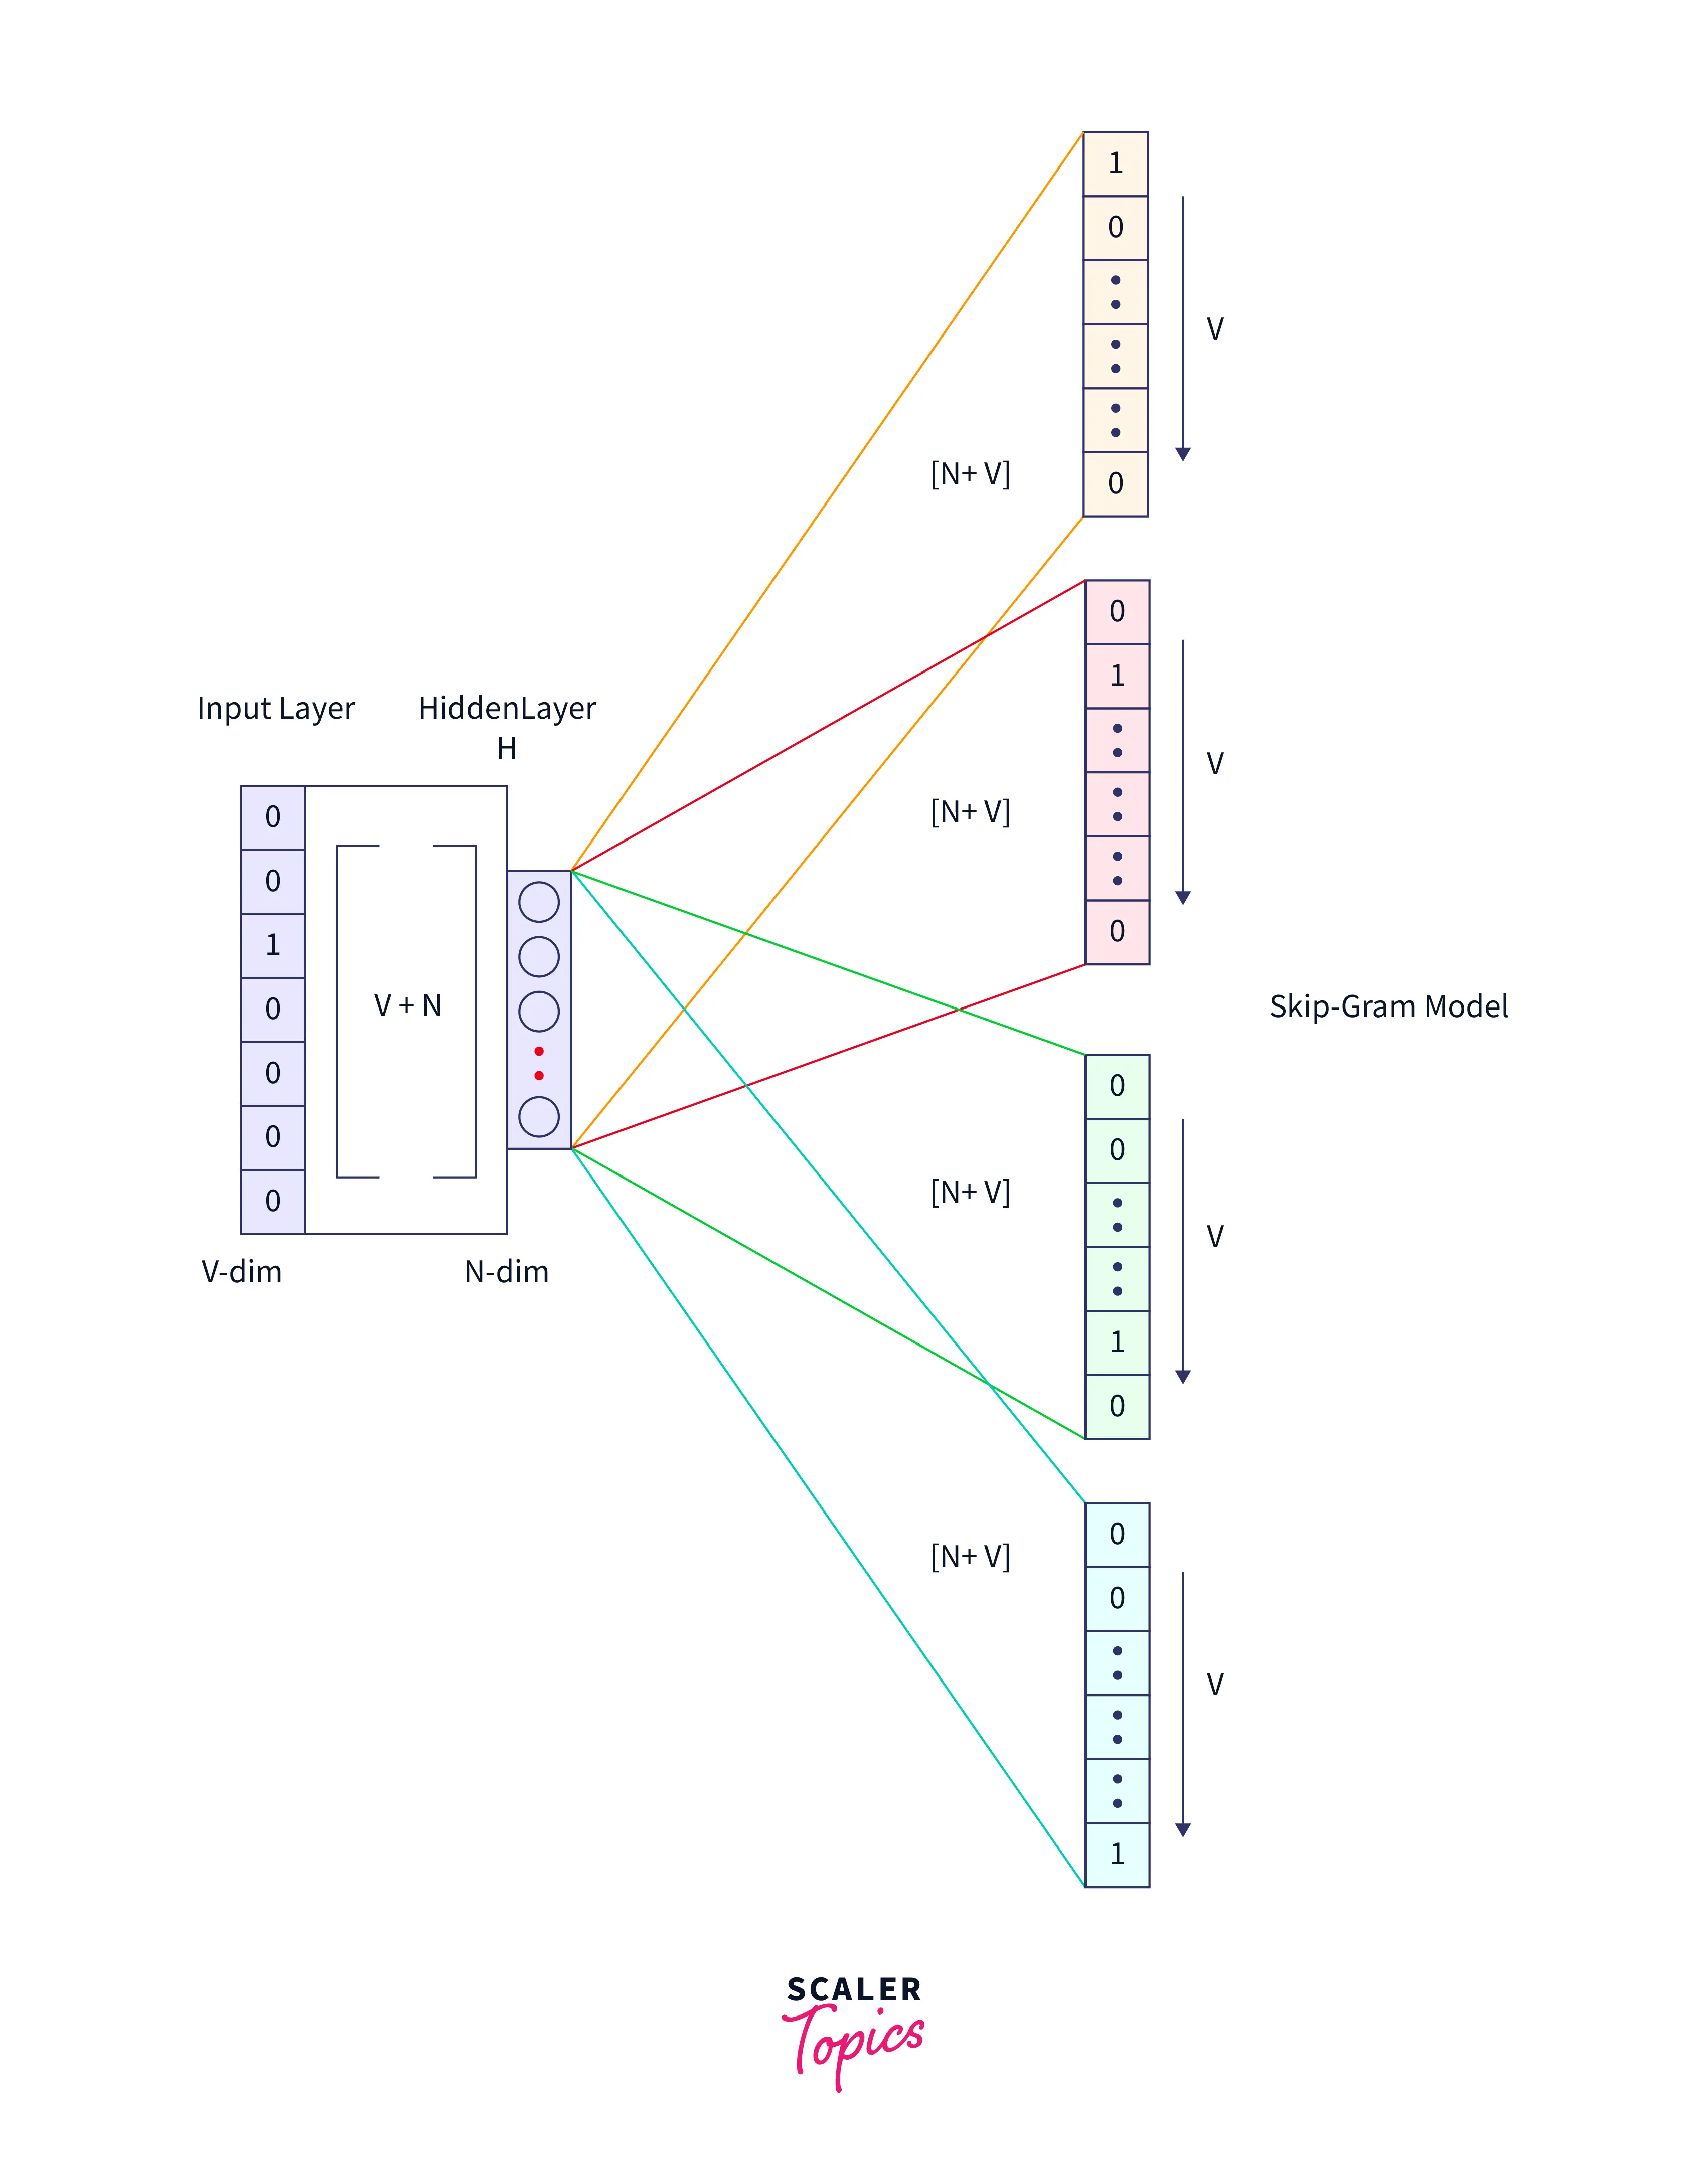 Input Layer
HiddenLayer
H
0
0
1
0
0
0
0
V + N
V-dim
N-dim
[N+ V]
1
0
0
V
[N+ V]
0
1
0
V
[N+ V]
0
0
1
0
V
[N+ V]
0
0
1
V
Skip-Gram Model
SCALER
Topics